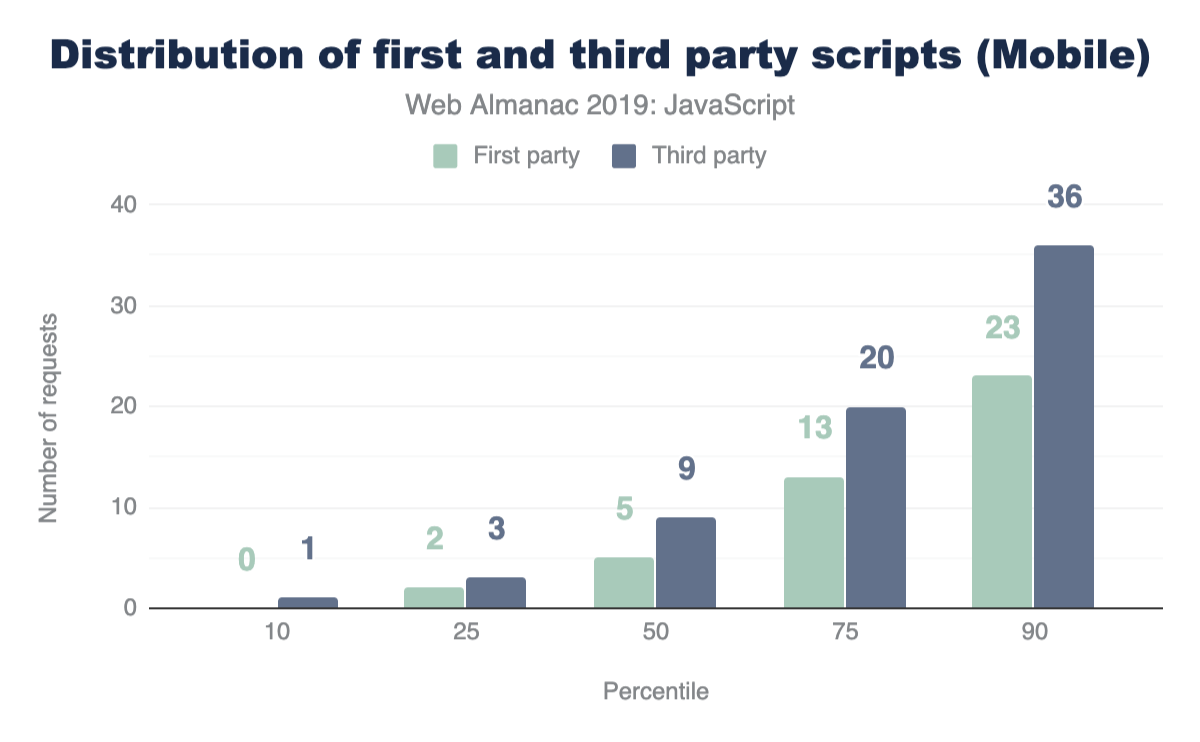 Distribution of first and third party scripts (Mobile)
Web Almanac 2019: JavaScript
First party Third party
Number of requests
40
30
20
10
0
0 1
2 3
5 9
13 20
23 36
10 25 50 75 90
Percentile